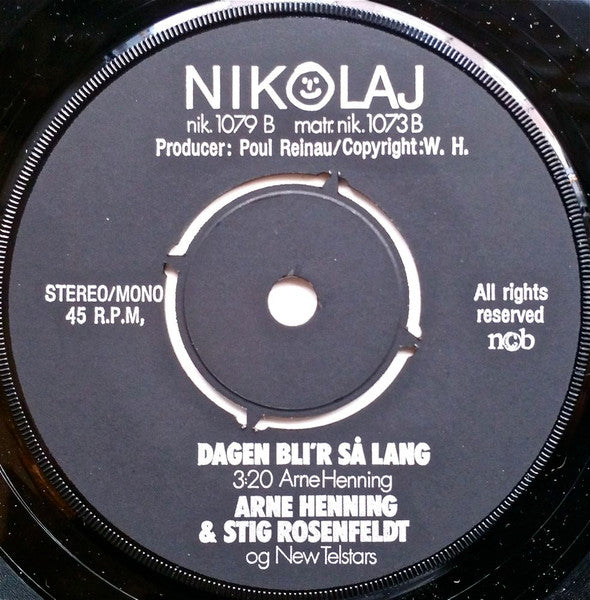 NIKOLAJ
nik.1079 B matr. nik.1073 B
Producer: Poul Reinau/Copyright:W. H.
STEREO/MONO
45 R.P.M,
All rights
reserved
ncb
DAGEN BLI'R SÅ LANG
3:20 Arne Henning
ARNE HENNING
& STIG ROSENFELDT
og New Telstars